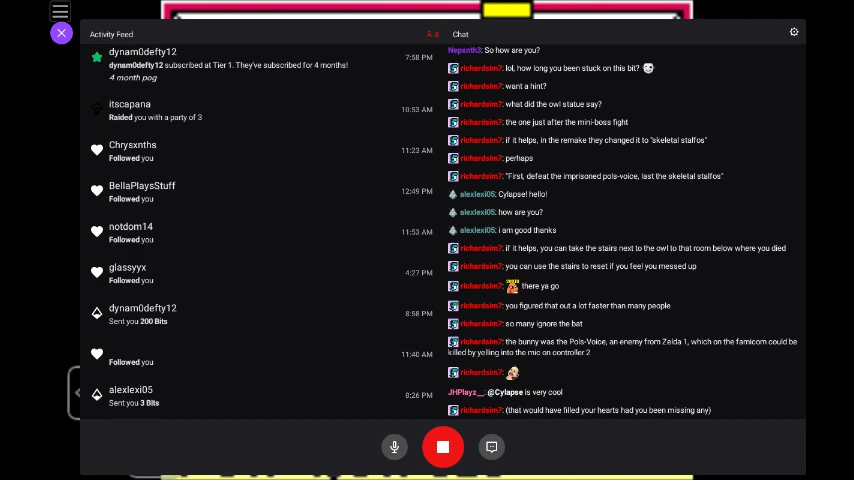 Activity Feed
3
dynam0defty12
dynam0defty12 subscribed at Tier 1. They've subscribed for 4 months!
4 month pog
7:58 PM
itscapana
Raided you with a party of 3
10:53 AM
Chrysxnths
Followed you
11:23 AM
BellaPlaysStuff
Followed you
12:49 PM
notdom14
Followed you
11:53 AM
glassyyx
Followed you
4:27 PM
dynam0defty12
Sent you 200 Bits
8:58 PM
Followed you
11:40 AM
alexlexi05
Sent you 3 Bits
8:26 PM
Chat
Nepxnth3: So how are you?
richardsim7: lol, how long you been stuck on this bit?
richardsim7: want a hint?
richardsim7: what did the owl statue say?
richardsim7: the one just after the mini-boss fight
richardsim7: if it helps, in the remake they changed it to "skeletal stalfos"
richardsim7: perhaps
richardsim7: "First, defeat the imprisoned pols-voice, last the skeletal stalfos"
alexlexi05: Cylapse! hello!
alexlexi05: how are you?
alexlexi05: i am good thanks
richardsim7: if it helps, you can take the stairs next to the owl to that room below where you died
richardsim7: you can use the stairs to reset if you feel you messed up
richardsim7: there ya go
richardsim7: you figured that out a lot faster than many people
richardsim7: so many ignore the bat
richardsim7: the bunny was the Pols-Voice, an enemy from Zelda 1, which on the famicom could be
killed by yelling into the mic on controller 2
richardsim7:
JHPlayz__: @Cylapse is very cool
richardsim7: (that would have filled your hearts had you been missing any)